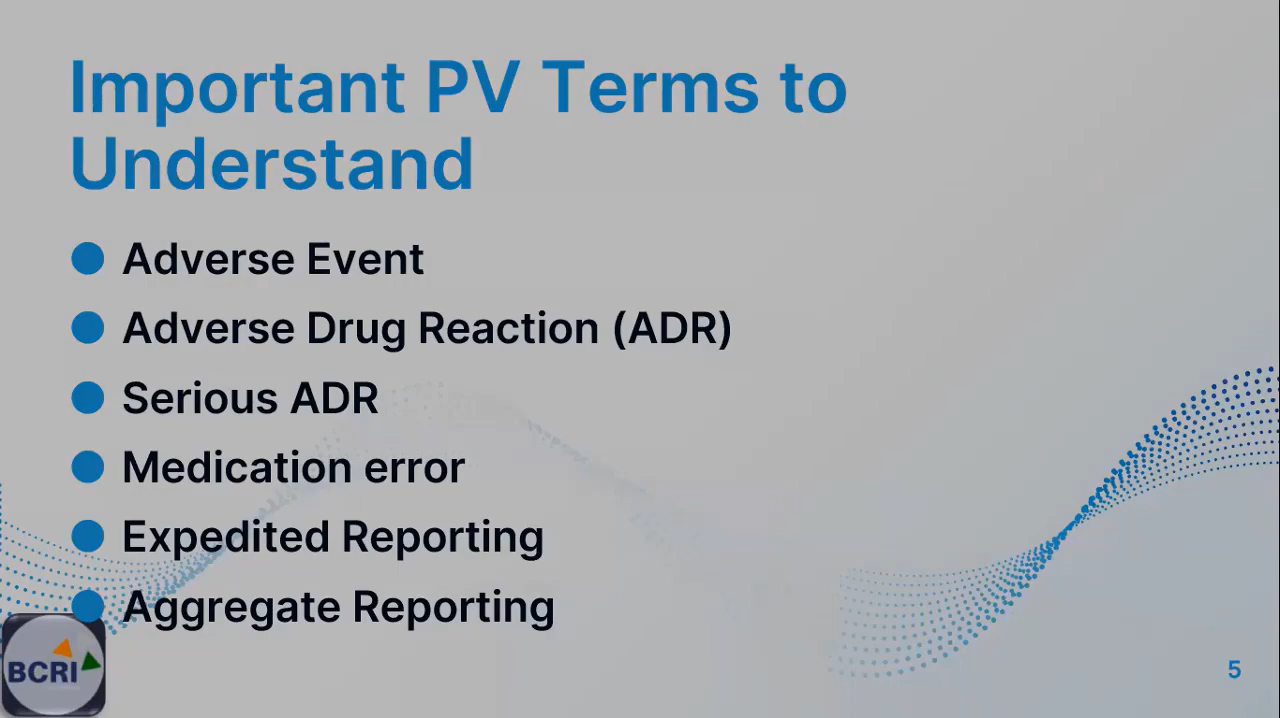 Important PV Terms to
Understand
Adverse Event
Adverse Drug Reaction (ADR)
Serious ADR
Medication error
Expedited Reporting
Aggregate Reporting
BCRI
5